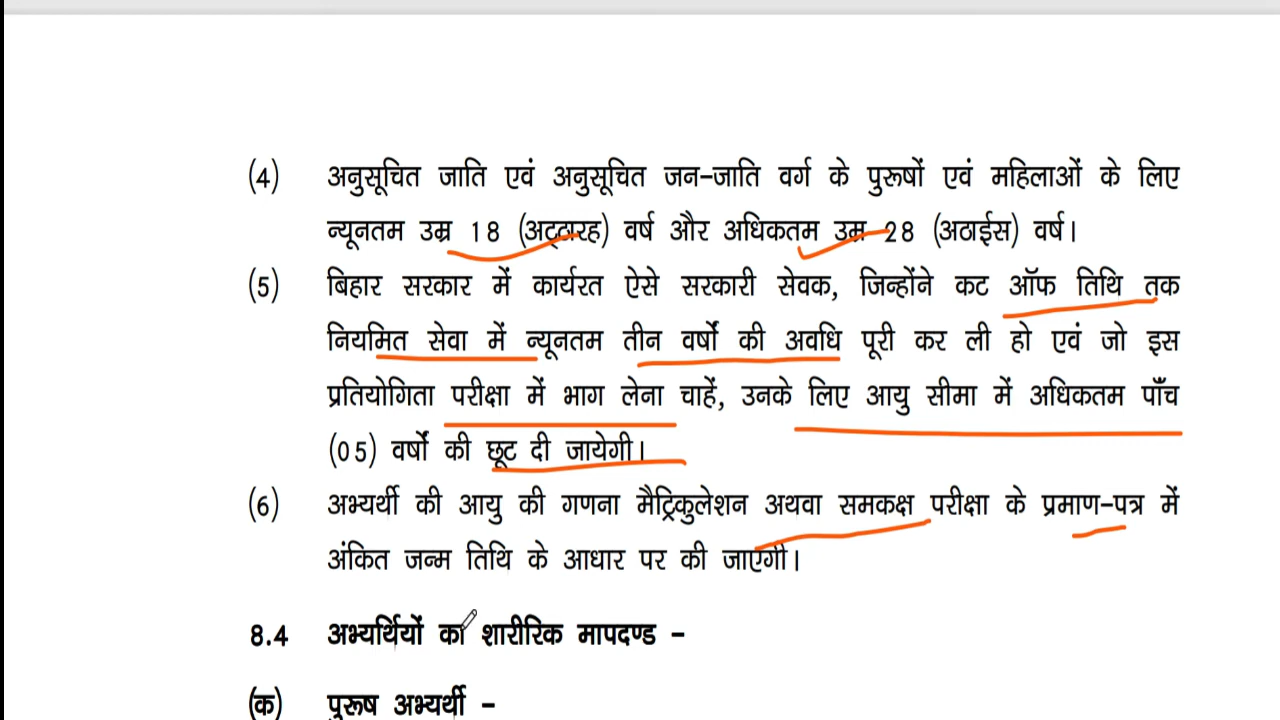 (4) अनुसूचित जाति एवं अनुसूचित जन-जाति वर्ग के पुरूषों एवं महिलाओं के लिए
न्यूनतम उम्र 18 (अट्ठारह) वर्ष और अधिकतम उम्र 28 (अठाईस) वर्ष।
(5) बिहार सरकार में कार्यरत ऐसे सरकारी सेवक, जिन्होंने कट ऑफ तिथि तक
नियमित सेवा में न्यूनतम तीन वर्षों की अवधि पूरी कर ली हो एवं जो इस
प्रतियोगिता परीक्षा में भाग लेना चाहें, उनके लिए आयु सीमा में अधिकतम पाँच
(05) वर्षों की छूट दी जायेगी।
(6) अभ्यर्थी की आयु की गणना मैट्रिकुलेशन अथवा समकक्ष परीक्षा के प्रमाण-पत्र में
अंकित जन्म तिथि के आधार पर की जाएगी।
8.4 अभ्यर्थियों का शारीरिक मापदण्ड -
(क) पुरूष अभ्यर्थी -